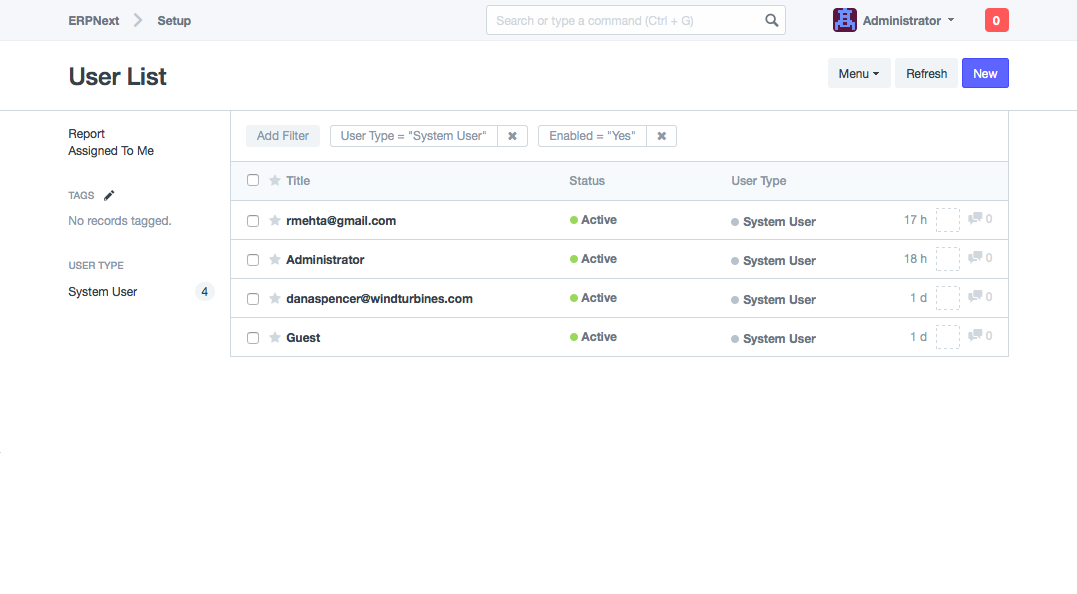 ERPNext Setup Search or type a command (Ctrl + G) Administrator 0
User List Menu Refresh New
Report
Assigned To Me
TAGS
No records tagged.
USER TYPE
System User 4
Add Filter User Type = "System User" ✖ Enabled = "Yes" ✖
Title Status User Type
rmehta@gmail.com Active System User 17 h 0
Administrator Active System User 18 h 0
danaspencer@windturbines.com Active System User 1 d 0
Guest Active System User 1 d 0